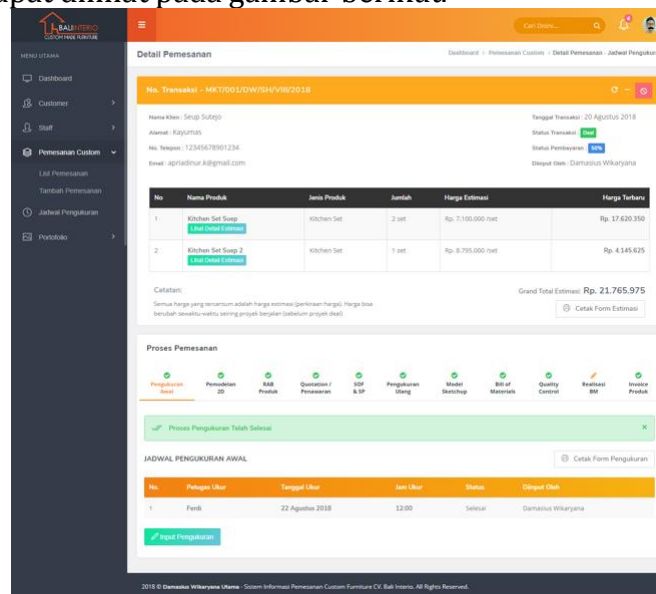 BALI INTERIO
CUSTOM MADE FURNITURE
Cari Disini...
MENU UTAMA
Dashboard
Customer
Staff
Pemesanan Custom
List Pemesanan
Tambah Pemesanan
Jadwal Pengukuran
Portofolio
Detail Pemesanan
Dashboard > Pemesanan Custom > Detail Pemesanan - Jadwal Pengukur
No. Transaksi - MKT/001/DW/SH/VIII/2018
Nama Klien : Seup Sutejo
Alamat : Kayumas
No. Telepon : 12345678901234
Email : apriadinur.k@gmail.com
Tanggal Transaksi : 20 Agustus 2018
Status Transaksi : Deal
Status Pembayaran : 50%
Diinput Oleh : Damasius Wikaryana
No Nama Produk Janis Produk Jumlah Harga Estimasi Harga Terbaru
1 Kitchen Set Suep Kitchen Set 2 set Rp. 7.100.000 /set Rp. 17.620.350
Lihat Detail Estimasi
2 Kitchen Set Suep 2 Kitchen Set 1 set Rp. 8.795.000 /set Rp. 4.145.625
Lihat Detail Estimasi
Catatan:
Semua harga yang tercantum adalah harga estimasi (perkiraan harga). Harga bisa
berubah sewaktu-waktu seiring proyek berjalan (sebelum proyek deal)
Grand Total Estimasi: Rp. 21.765.975
Cetak Form Estimasi
Proses Pemesanan
Pengukuran Awal
Pemodelan 2D
RAB Produk
Quotation / Penawaran
SDF & SP
Pengukuran Ulang
Model Sketchup
Bill of Materials
Quality Control
Realisasi BM
Invoice Produk
Proses Pengukuran Telah Selesai
JADWAL PENGUKURAN AWAL
Cetak Form Pengukuran
No. Petugas Ukur Tanggal Ukur Jam Ukur Status Diinput Oleh
1 Ferdi 22 Agustus 2018 12:00 Selesai Damasius Wikaryana
Input Pengukuran
2018 © Damasius Wikaryana Utama - Sistem Informasi Pemesanan Custom Furniture CV. Bali Interio. All Rights Reserved.